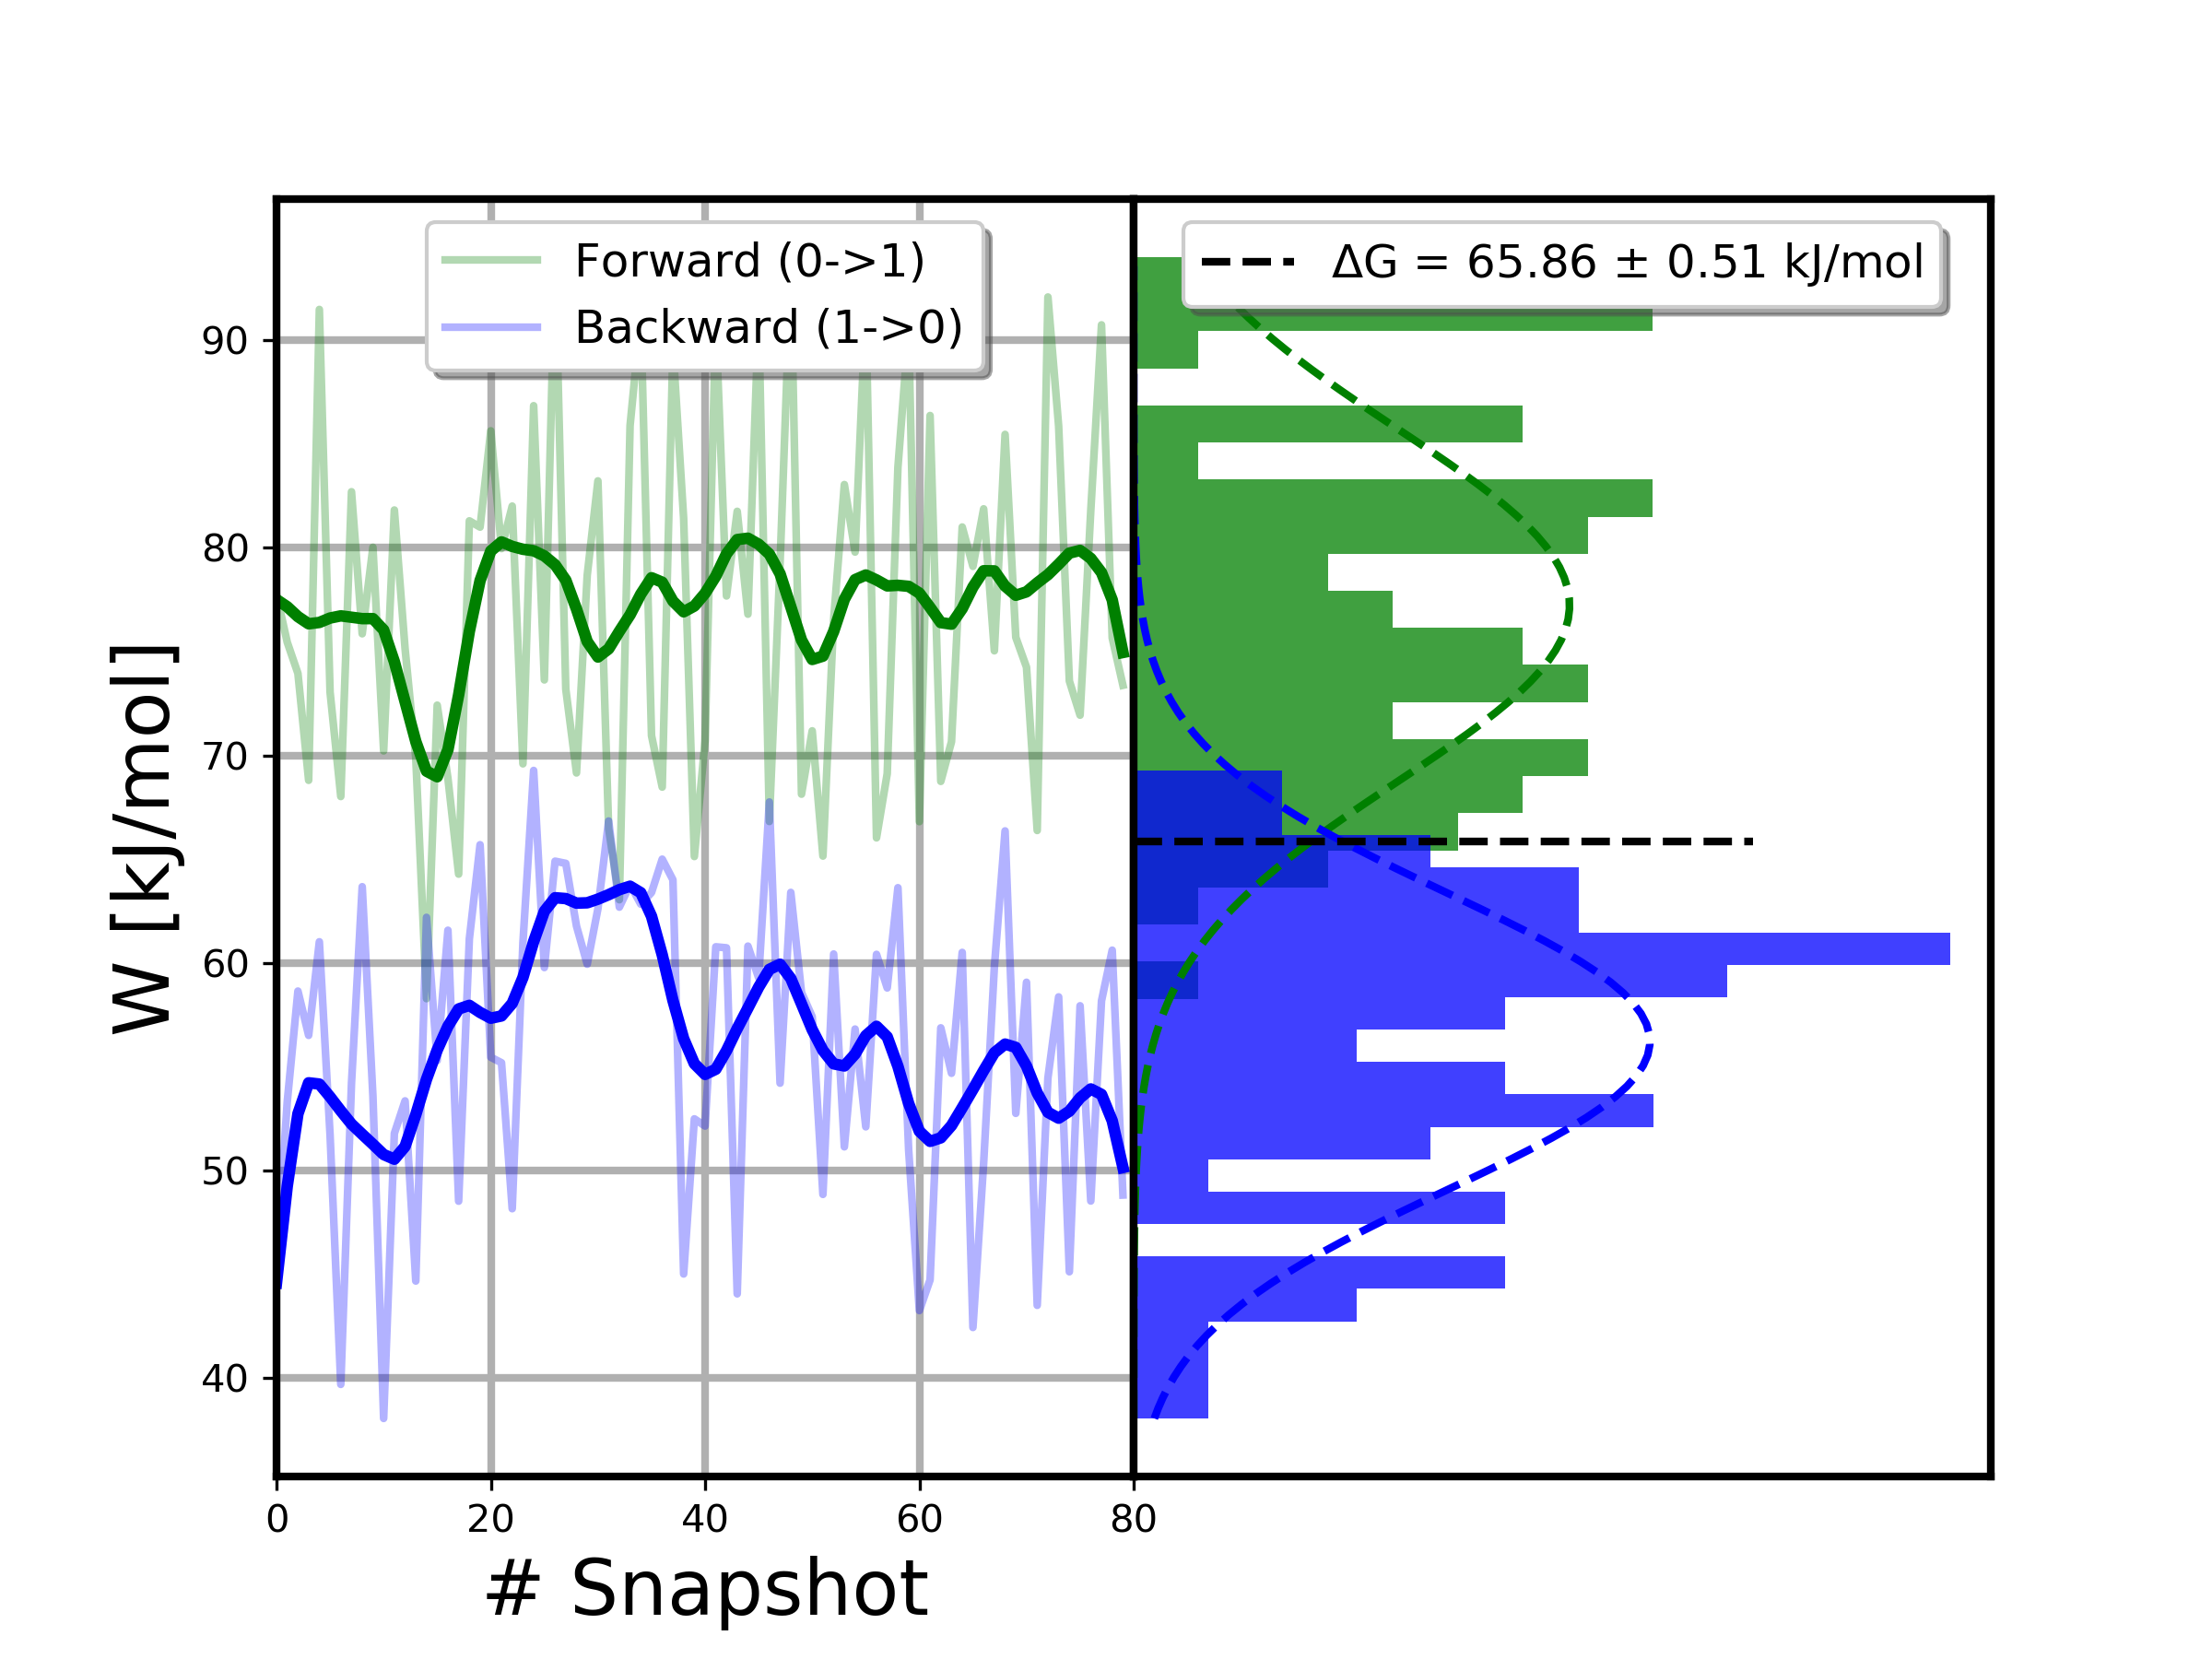 Forward (0->1)
Backward (1->0)
ΔG = 65.86 ± 0.51 kJ/mol
W [kJ/mol]
90
80
70
60
50
40
0
20
40
60
80
# Snapshot